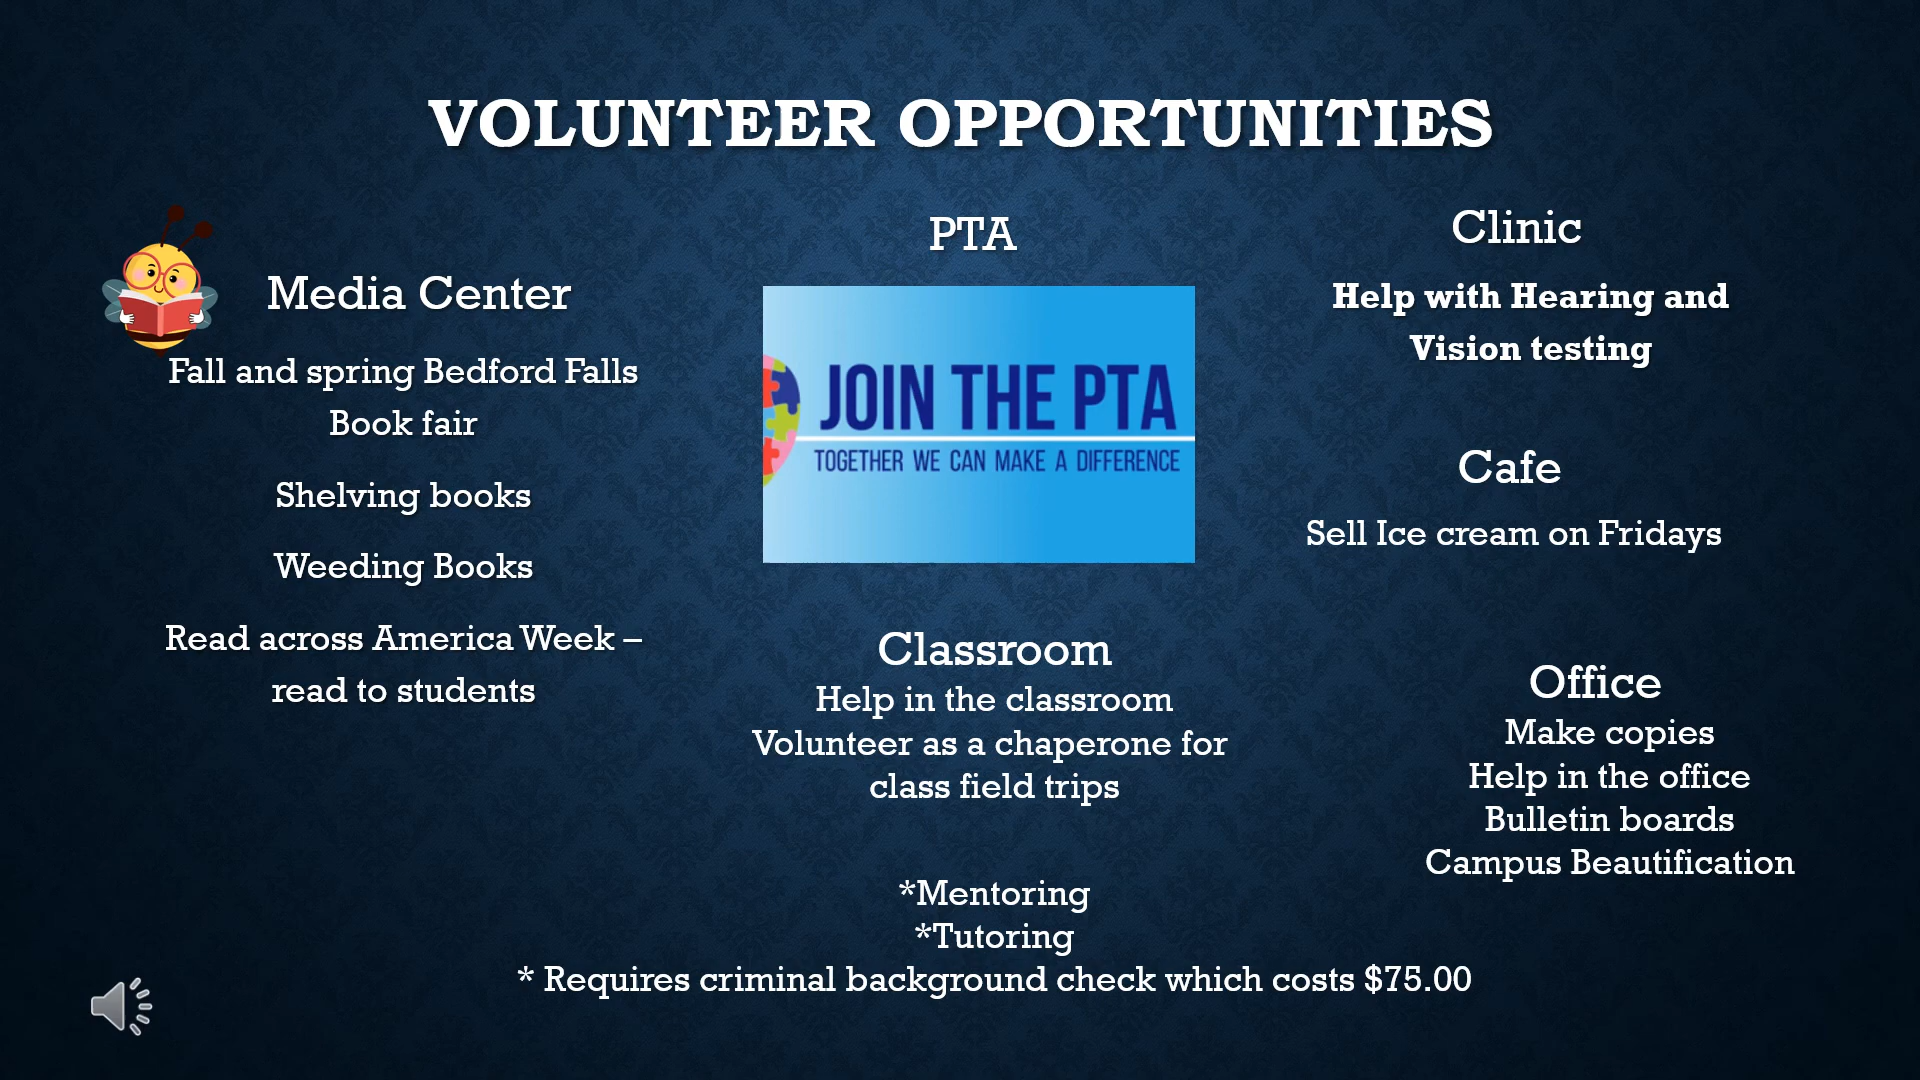 VOLUNTEER OPPORTUNITIES
Media Center
Fall and spring Bedford Falls
Book fair
Shelving books
Weeding Books
Read across America Week –
read to students
PTA
JOIN THE PTA
TOGETHER WE CAN MAKE A DIFFERENCE
Classroom
Help in the classroom
Volunteer as a chaperone for
class field trips
*Mentoring
*Tutoring
* Requires criminal background check which costs $75.00
Clinic
Help with Hearing and
Vision testing
Cafe
Sell Ice cream on Fridays
Office
Make copies
Help in the office
Bulletin boards
Campus Beautification